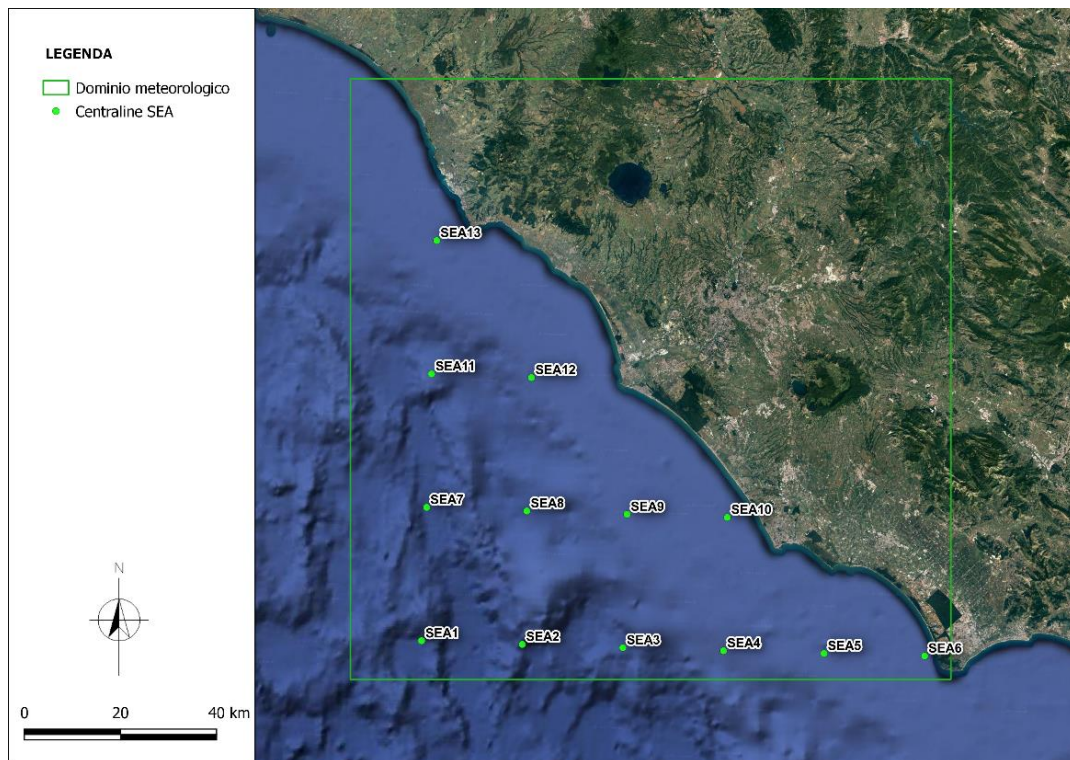 LEGENDA
Dominio meteorologico
Centraline SEA
SEA13
SEA11
SEA12
SEA7
SEA8
SEA9
SEA10
SEA1
SEA2
SEA3
SEA4
SEA5
SEA6
N
0 20 40 km